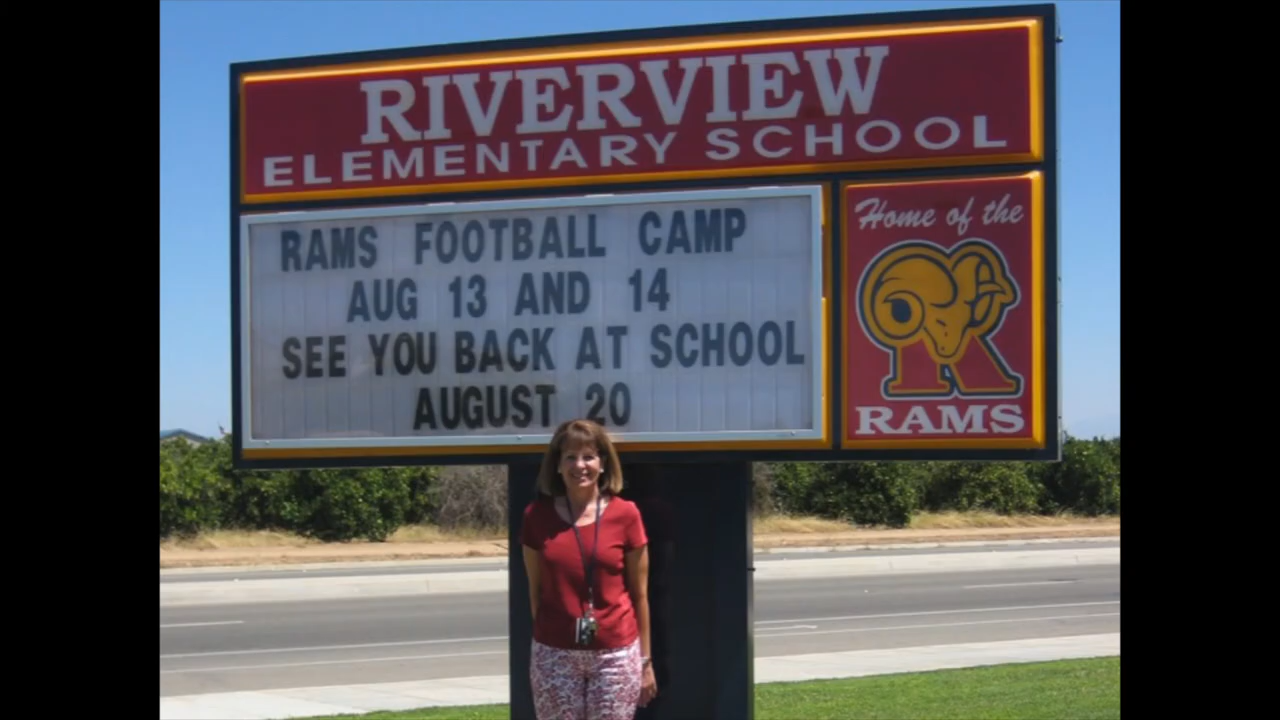 RIVERVIEW
ELEMENTARY SCHOOL
RAMS FOOTBALL CAMP
AUG 13 AND 14
SEE YOU BACK AT SCHOOL
AUGUST 20
Home of the
R
RAMS